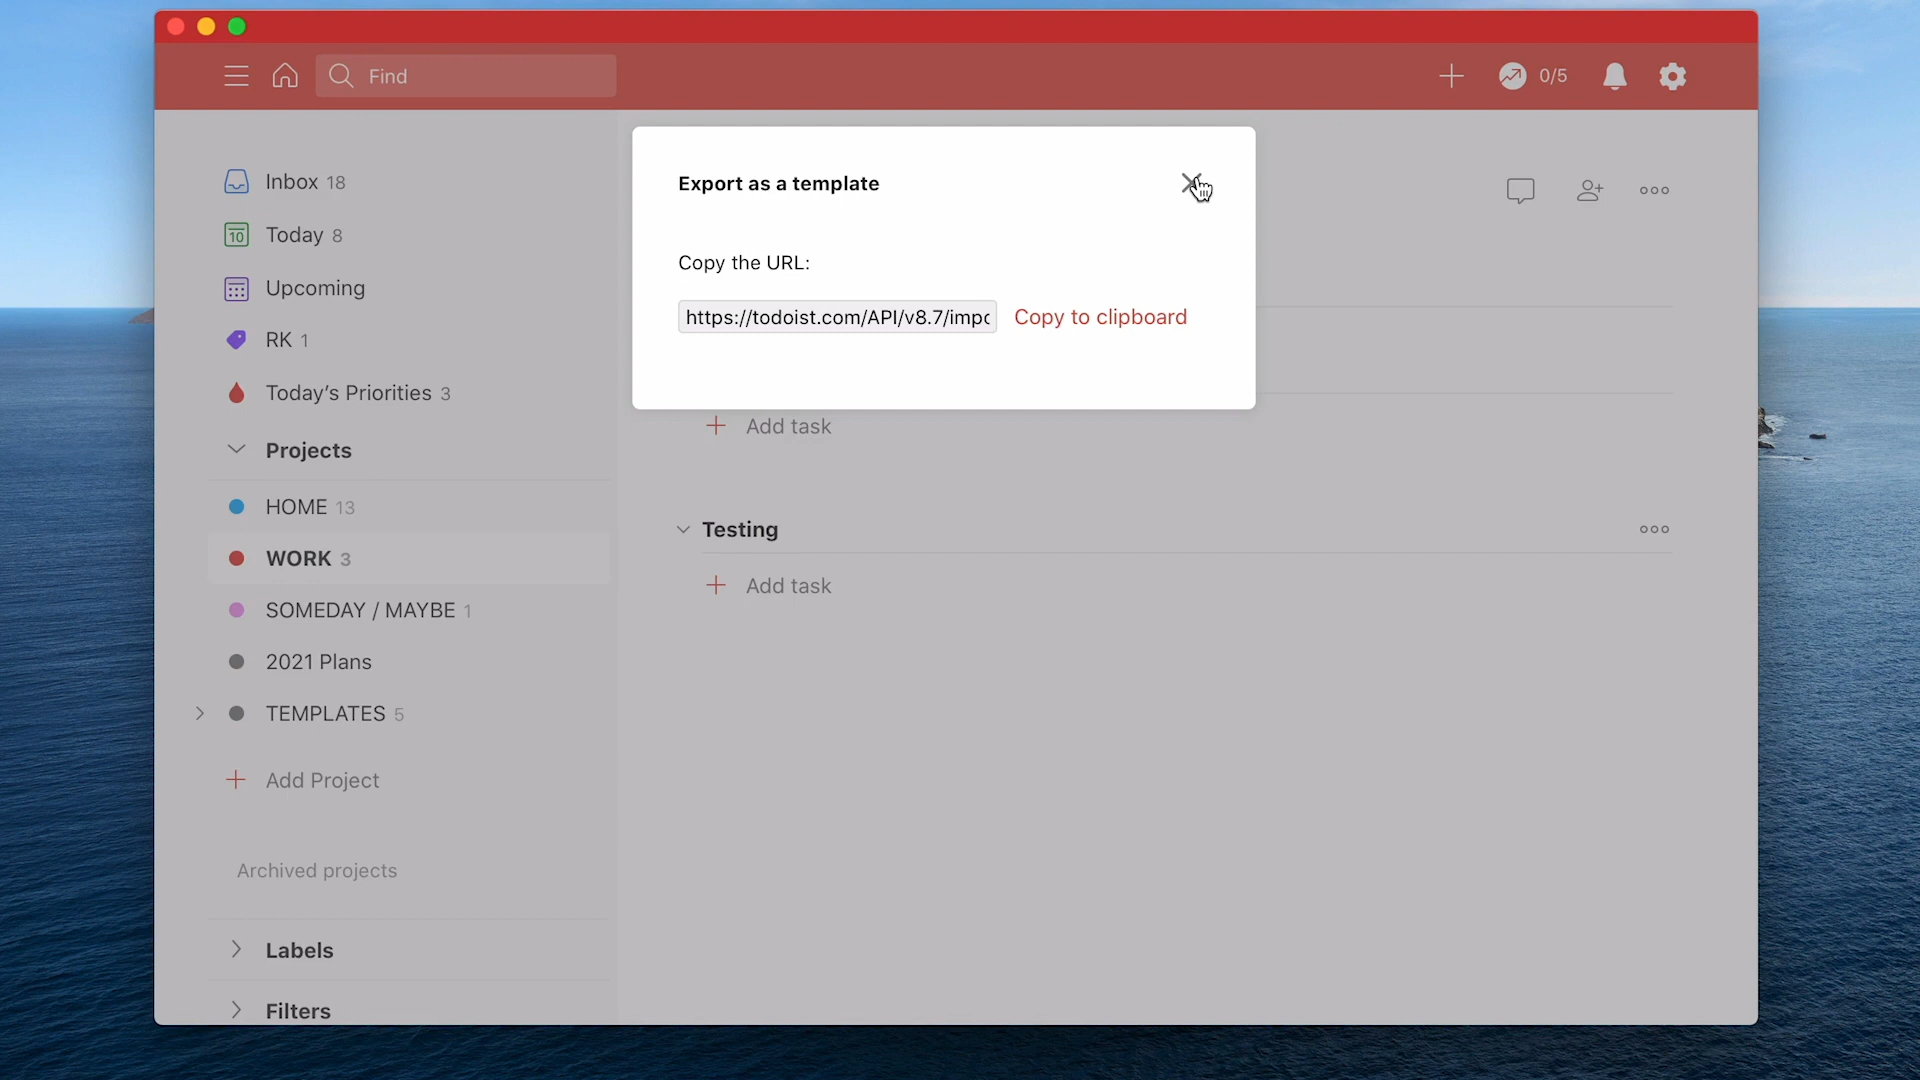 Find
0/5
Inbox 18
10 Today 8
Upcoming
RK 1
Today's Priorities 3
Projects
HOME 13
WORK 3
SOMEDAY / MAYBE 1
2021 Plans
TEMPLATES 5
Add Project
Archived projects
Labels
Filters
Export as a template
Copy the URL:
https://todoist.com/API/v8.7/impo Copy to clipboard
Add task
Testing
Add task